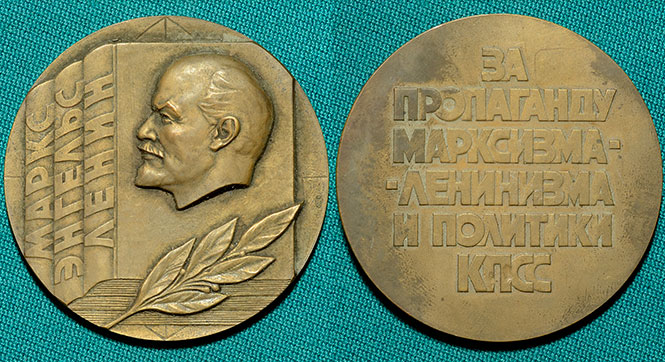 МАРКС
ЭНГЕЛЬС
ЛЕНИН
ЗА
ПРОПАГАНДУ
МАРКСИЗМА-
-ЛЕНИНИЗМА
И ПОЛИТИКИ
КПСС